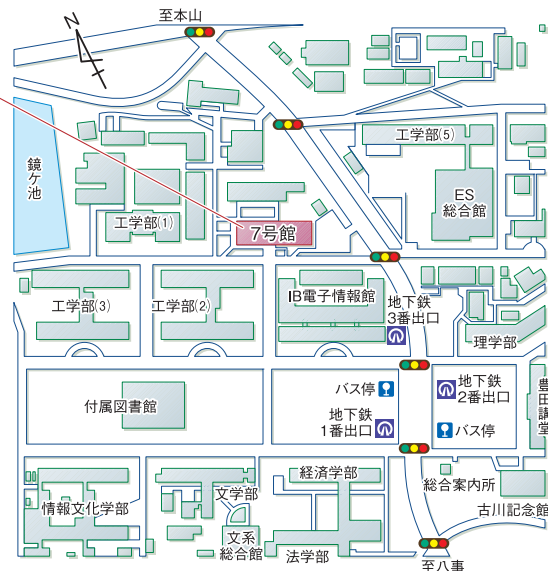 至本山
N
工学部(5)
鏡ケ池
ES
総合館
工学部(1)
7号館
工学部(3)
工学部(2)
IB電子情報館
地下鉄
3番出口
理学部
バス停
地下鉄
2番出口
豊田講堂
付属図書館
地下鉄
1番出口
バス停
経済学部
総合案内所
情報文化学部
文学部
古川記念館
文系
総合館
法学部
至八事